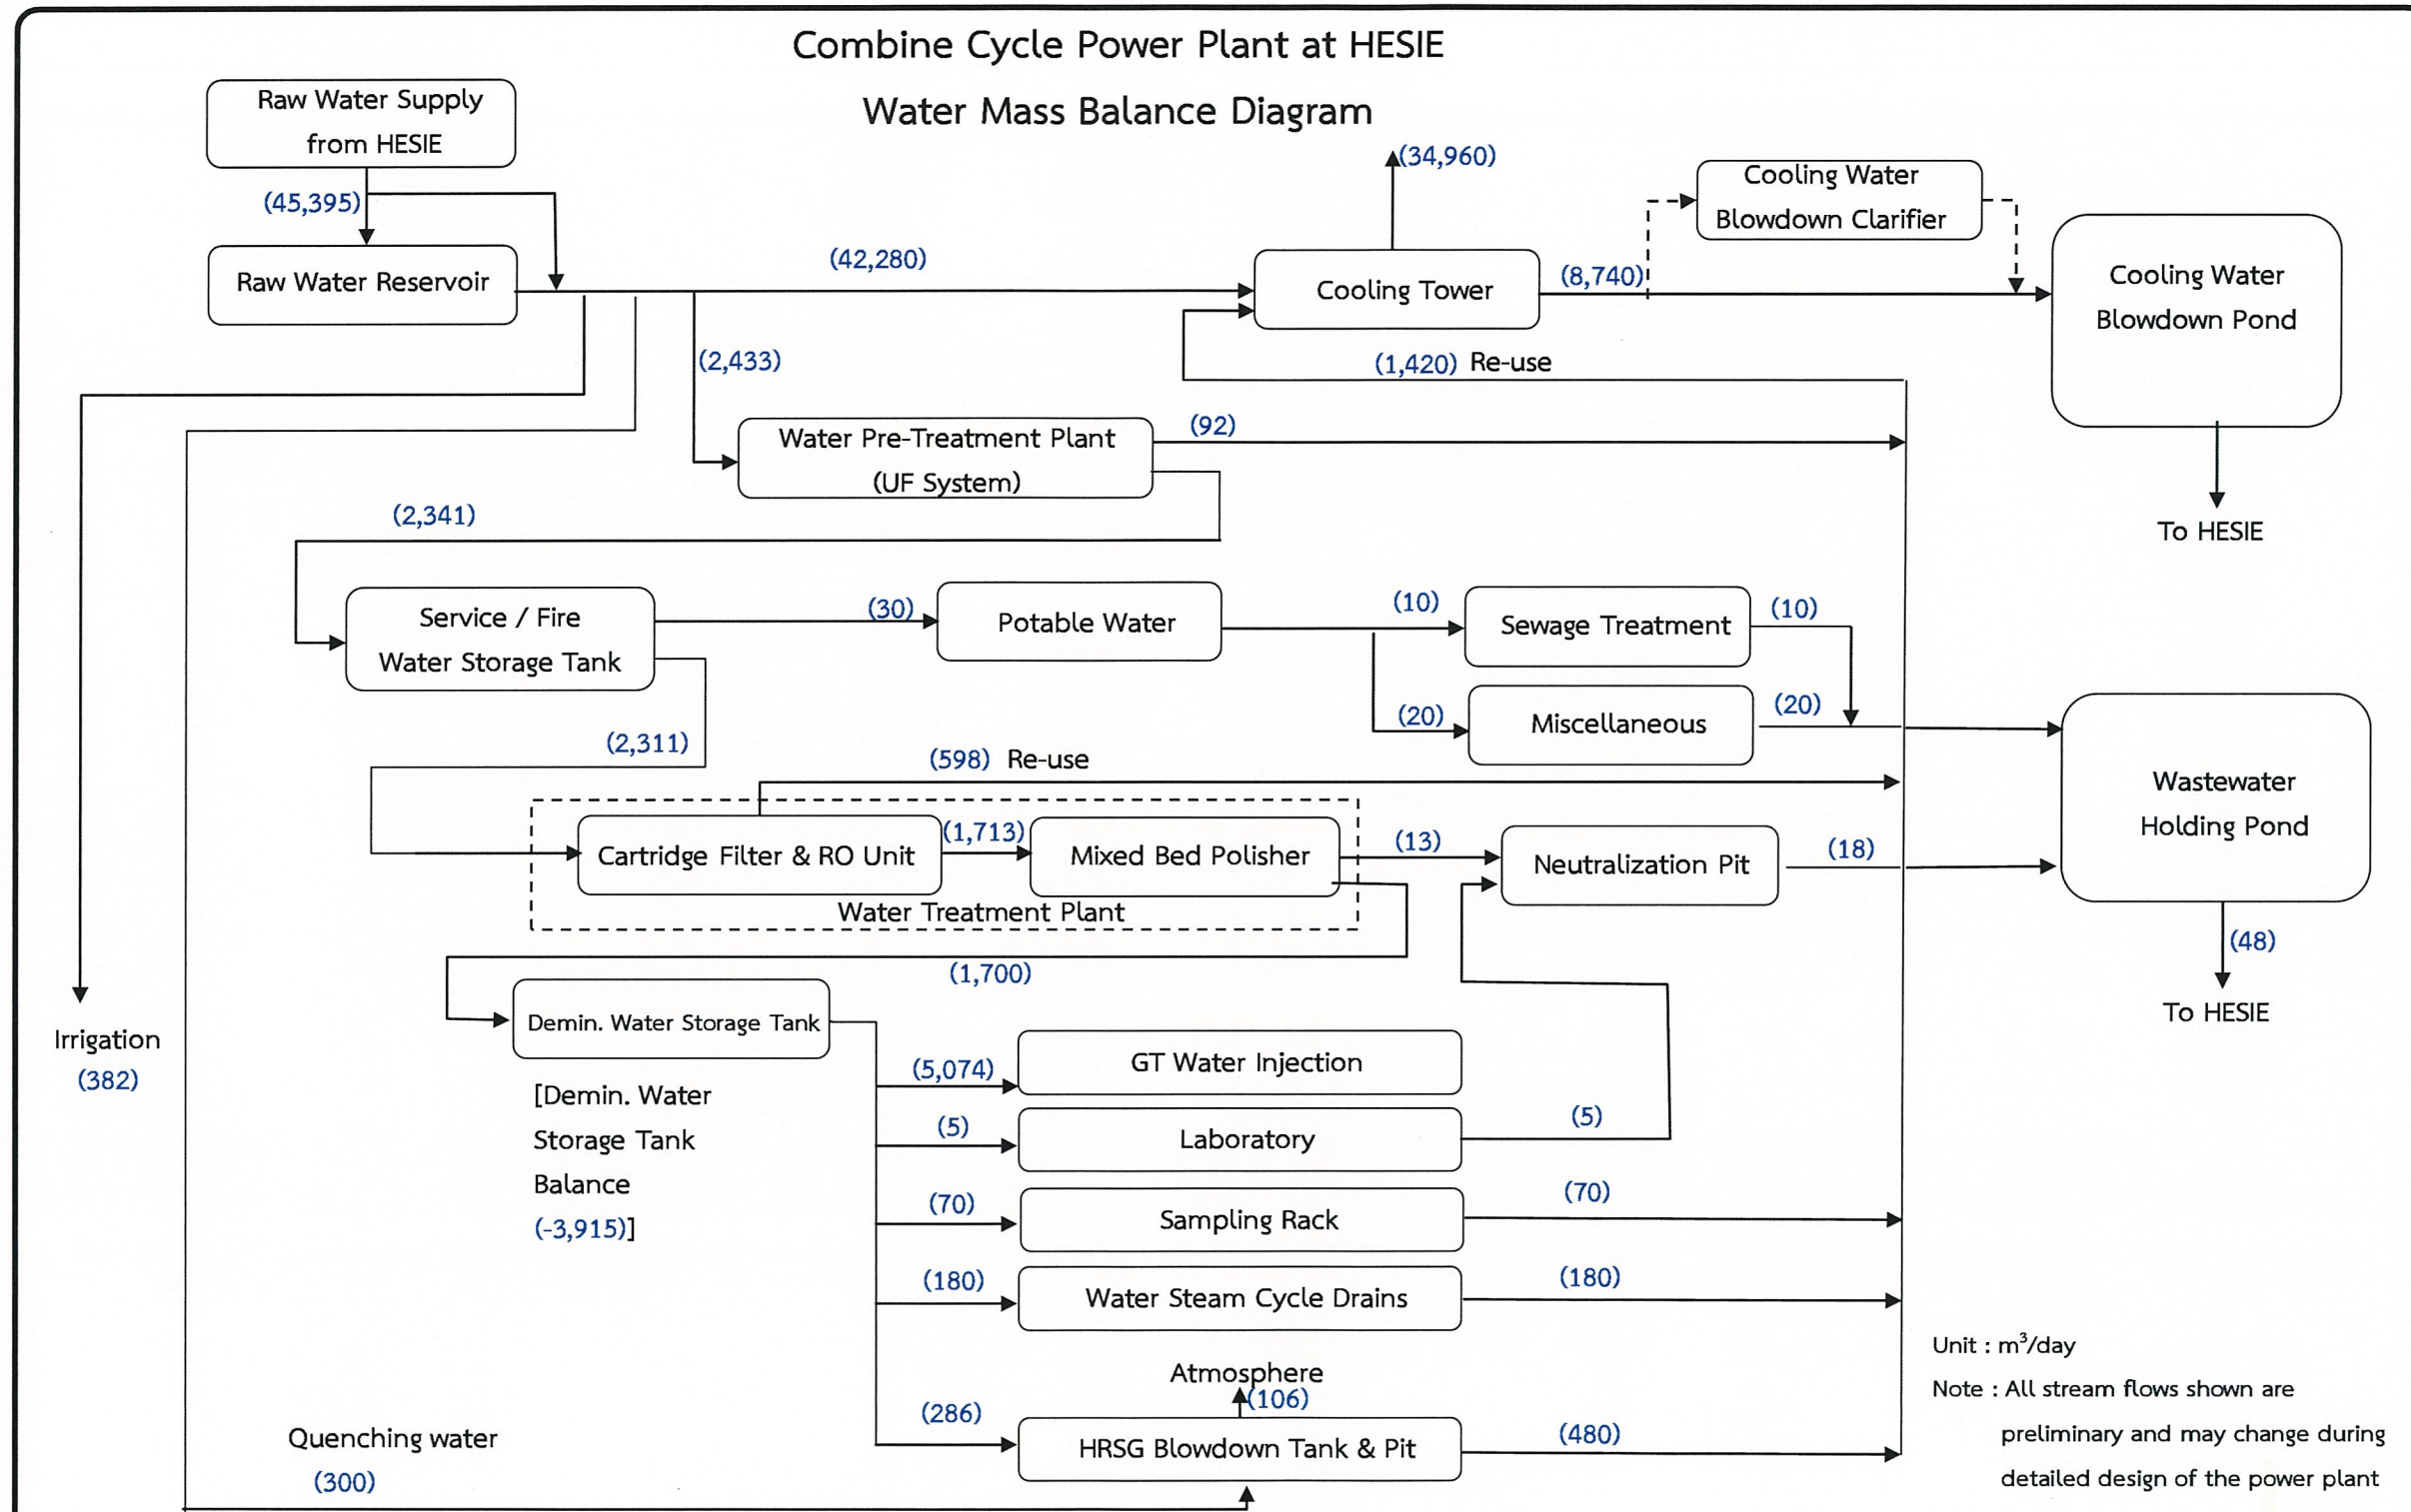 Combine Cycle Power Plant at HESIE
Water Mass Balance Diagram
Raw Water Supply
from HESIE
(45,395)
Raw Water Reservoir
(42,280)
(34,960)
Cooling Tower
(8,740)
Cooling Water
Blowdown Clarifier
Cooling Water
Blowdown Pond
To HESIE
(2,433)
(1,420) Re-use
Water Pre-Treatment Plant
(UF System)
(92)
(2,341)
Service / Fire
Water Storage Tank
(30)
Potable Water
(10)
Sewage Treatment
(10)
(20)
Miscellaneous
(20)
(2,311)
(598) Re-use
Cartridge Filter & RO Unit
(1,713)
Mixed Bed Polisher
Water Treatment Plant
(13)
Neutralization Pit
(18)
Wastewater
Holding Pond
(48)
To HESIE
(1,700)
Demin. Water Storage Tank
[Demin. Water
Storage Tank
Balance
(-3,915)]
Irrigation
(382)
(5,074)
GT Water Injection
(5)
Laboratory
(5)
(70)
Sampling Rack
(70)
(180)
Water Steam Cycle Drains
(180)
Atmosphere
(106)
(286)
HRSG Blowdown Tank & Pit
(480)
Quenching water
(300)
Unit : m³/day
Note : All stream flows shown are
preliminary and may change during
detailed design of the power plant